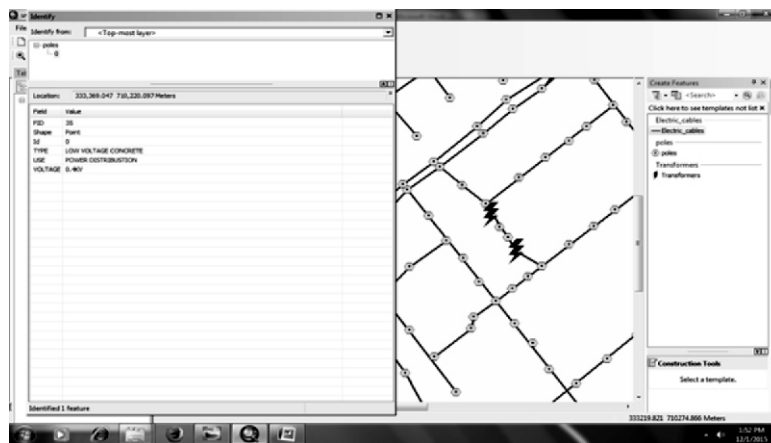 Identify
File
Identify from: <Top-most layer>
poles
0
Tab
Location: 333,369.047 710,220.097 Meters
Field Value
FID 35
Shape Point
Id 0
TYPE LOW VOLTAGE CONCRETE
USE POWER DISTRIBUSTION
VOLTAGE 0.4KV
Identified 1 feature
Create Features
<Search>
Click here to see templates not list
Electric_cables
Electric_cables
poles
poles
Transformers
Transformers
Construction Tools
Select a template.
333219.821 710274.866 Meters
1:52 PM
12/1/2015